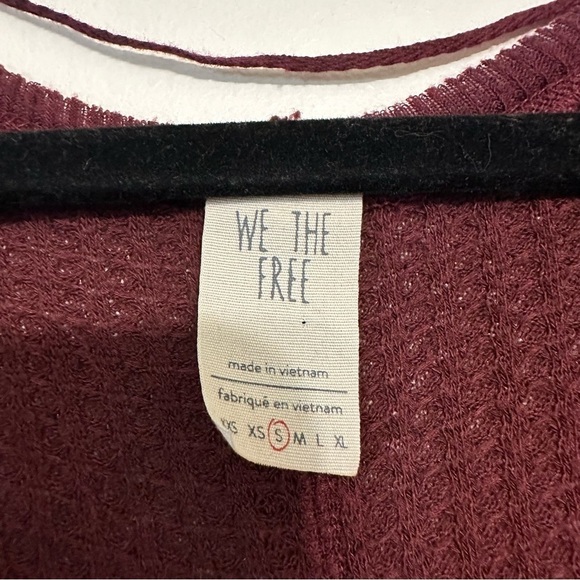 WE THE
FREE
made in vietnam
fabriqué en vietnam
XXS XS S M L XL